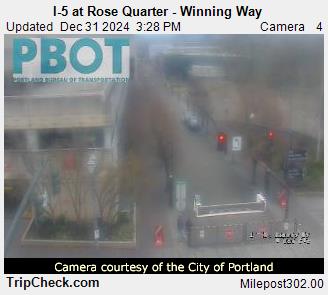 I-5 at Rose Quarter - Winning Way
Updated Dec 31 2024 3:28 PM Camera 4
PBOT
PORTLAND BUREAU OF TRANSPORTATION
Camera courtesy of the City of Portland
TripCheck.com Milepost302.00